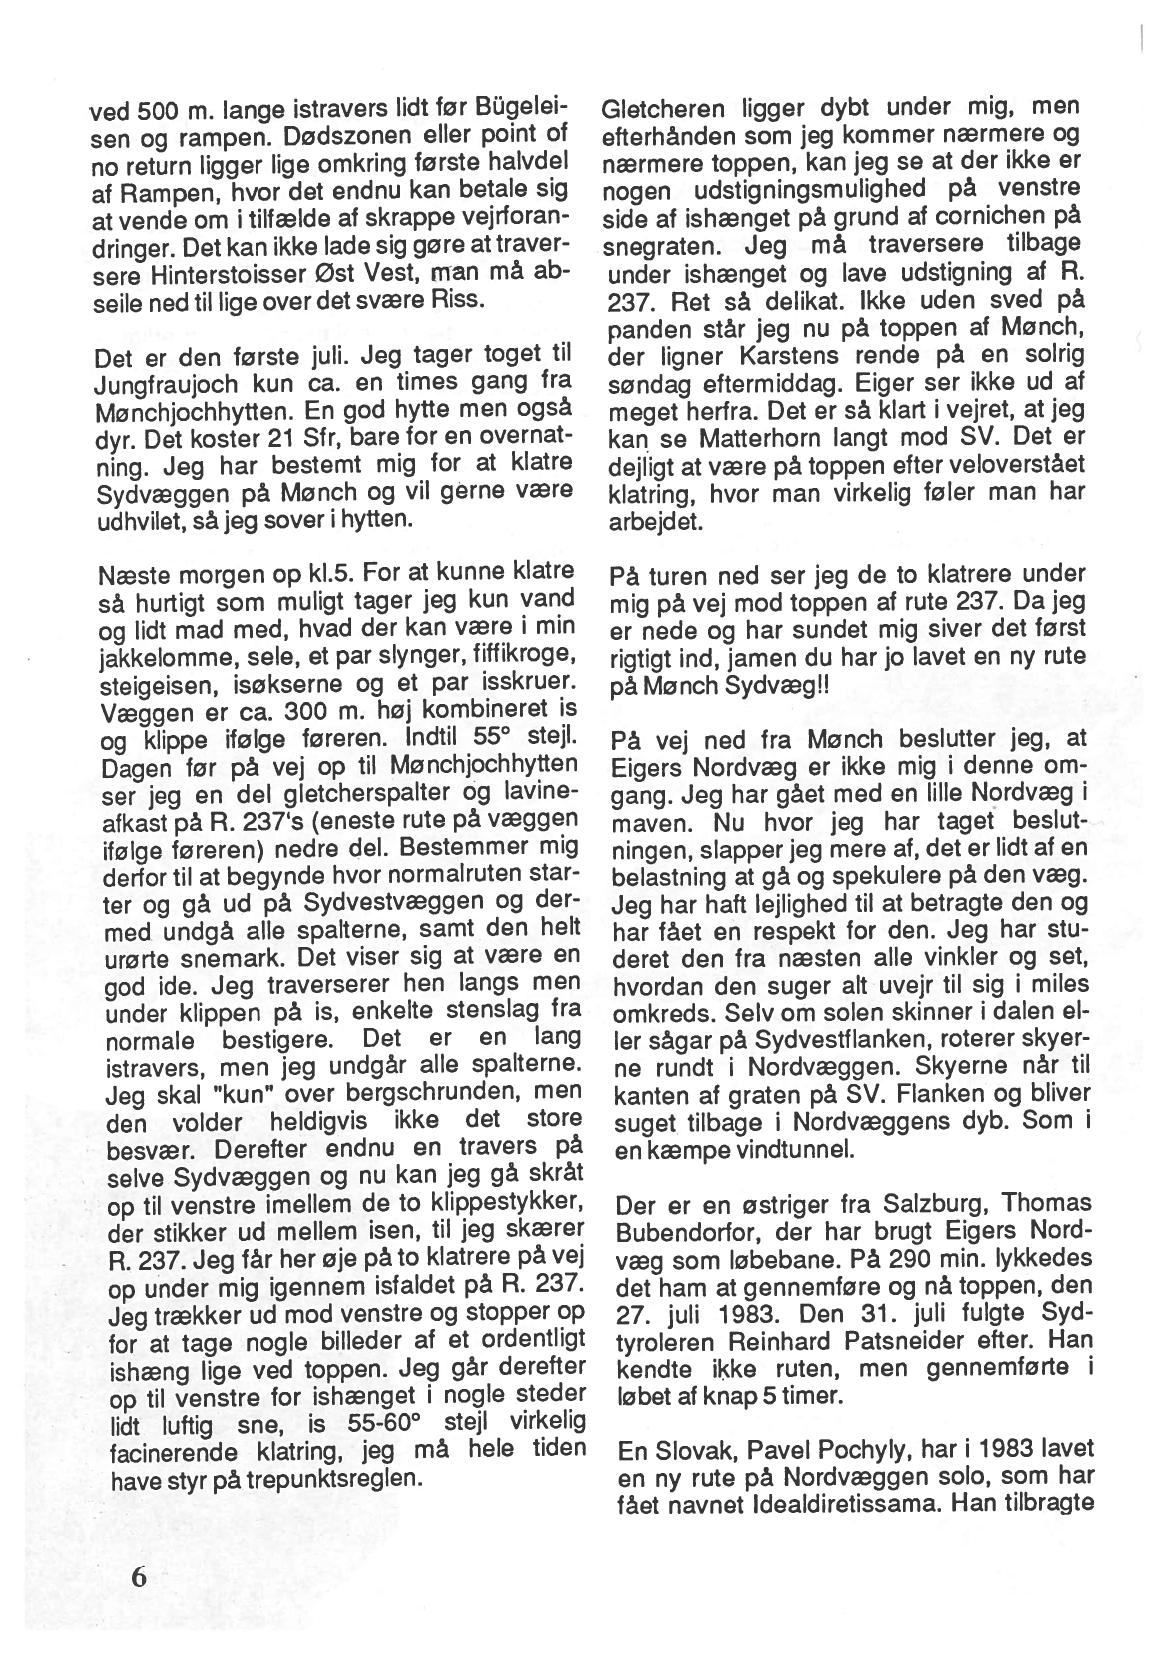 ved 500 m. lange istravers lidt før Bügelei-
sen og rampen. Dødszonen eller point of
no return ligger lige omkring første halvdel
af Rampen, hvor det endnu kan betale sig
at vende om i tilfælde af skrappe vejrforan-
dringer. Det kan ikke lade sig gøre at traver-
sere Hinterstoisser Øst Vest, man må ab-
seile ned til lige over det svære Riss.

Det er den første juli. Jeg tager toget til
Jungfraujoch kun ca. en times gang fra
Mønchjochhytten. En god hytte men også
dyr. Det koster 21 Sfr, bare for en overnat-
ning. Jeg har bestemt mig for at klatre
Sydvæggen på Mønch og vil gerne være
udhvilet, så jeg sover i hytten.

Næste morgen op kl.5. For at kunne klatre
så hurtigt som muligt tager jeg kun vand
og lidt mad med, hvad der kan være i min
jakkelomme, sele, et par slynger, fiffikroge,
steigeisen, isøkserne og et par isskruer.
Væggen er ca. 300 m. høj kombineret is
og klippe ifølge føreren. Indtil 55° stejl.
Dagen før på vej op til Mønchjochhytten
ser jeg en del gletcherspalter og lavine-
afkast på R. 237's (eneste rute på væggen
ifølge føreren) nedre del. Bestemmer mig
derfor til at begynde hvor normalruten star-
ter og gå ud på Sydvestvæggen og der-
med undgå alle spalterne, samt den helt
urørte snemark. Det viser sig at være en
god ide. Jeg traverserer hen langs men
under klippen på is, enkelte stenslag fra
normale bestigere. Det er en lang
istravers, men jeg undgår alle spalterne.
Jeg skal "kun" over bergschrunden, men
den volder heldigvis ikke det store
besvær. Derefter endnu en travers på
selve Sydvæggen og nu kan jeg gå skråt
op til venstre imellem de to klippestykker,
der stikker ud mellem isen, til jeg skærer
R. 237. Jeg får her øje på to klatrere på vej
op under mig igennem isfaldet på R. 237.
Jeg trækker ud mod venstre og stopper op
for at tage nogle billeder af et ordentligt
ishæng lige ved toppen. Jeg går derefter
op til venstre for ishænget i nogle steder
lidt luftig sne, is 55-60° stejl virkelig
facinerende klatring, jeg må hele tiden
have styr på trepunktsreglen.

Gletcheren ligger dybt under mig, men
efterhånden som jeg kommer nærmere og
nærmere toppen, kan jeg se at der ikke er
nogen udstigningsmulighed på venstre
side af ishænget på grund af cornichen på
snegraten. Jeg må traversere tilbage
under ishænget og lave udstigning af R.
237. Ret så delikat. Ikke uden sved på
panden står jeg nu på toppen af Mønch,
der ligner Karstens rende på en solrig
søndag eftermiddag. Eiger ser ikke ud af
meget herfra. Det er så klart i vejret, at jeg
kan se Matterhorn langt mod SV. Det er
dejligt at være på toppen efter veloverstået
klatring, hvor man virkelig føler man har
arbejdet.

På turen ned ser jeg de to klatrere under
mig på vej mod toppen af rute 237. Da jeg
er nede og har sundet mig siver det først
rigtigt ind, jamen du har jo lavet en ny rute
på Mønch Sydvæg!!

På vej ned fra Mønch beslutter jeg, at
Eigers Nordvæg er ikke mig i denne om-
gang. Jeg har gået med en lille Nordvæg i
maven. Nu hvor jeg har taget beslut-
ningen, slapper jeg mere af, det er lidt af en
belastning at gå og spekulere på den væg.
Jeg har haft lejlighed til at betragte den og
har fået en respekt for den. Jeg har stu-
deret den fra næsten alle vinkler og set,
hvordan den suger alt uvejr til sig i miles
omkreds. Selv om solen skinner i dalen el-
ler sågar på Sydvestflanken, roterer skyer-
ne rundt i Nordvæggen. Skyerne når til
kanten af graten på SV. Flanken og bliver
suget tilbage i Nordvæggens dyb. Som i
en kæmpe vindtunnel.

Der er en østriger fra Salzburg, Thomas
Bubendorfor, der har brugt Eigers Nord-
væg som løbebane. På 290 min. lykkedes
det ham at gennemføre og nå toppen, den
27. juli 1983. Den 31. juli fulgte Syd-
tyroleren Reinhard Patsneider efter. Han
kendte ikke ruten, men gennemførte i
løbet af knap 5 timer.

En Slovak, Pavel Pochyly, har i 1983 lavet
en ny rute på Nordvæggen solo, som har
fået navnet Idealdiretissama. Han tilbragte

6